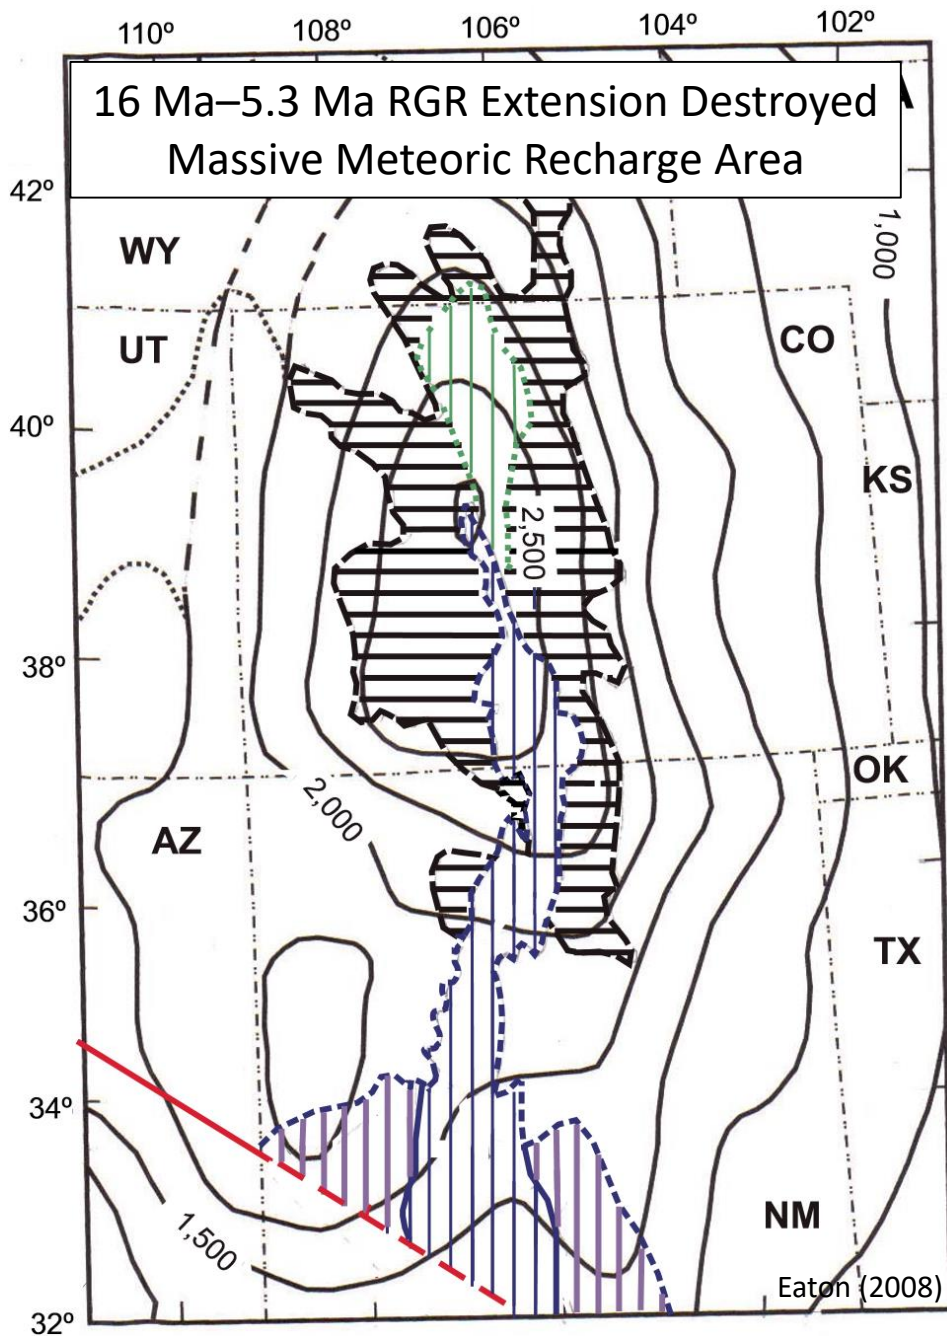 110º 108º 106º 104º 102º
16 Ma–5.3 Ma RGR Extension Destroyed
Massive Meteoric Recharge Area
A
42º
1,000
WY
UT
CO
40º
KS
2,500
38º
OK
2,000
AZ
36º
TX
34º
NM
1,500
Eaton (2008)
32º